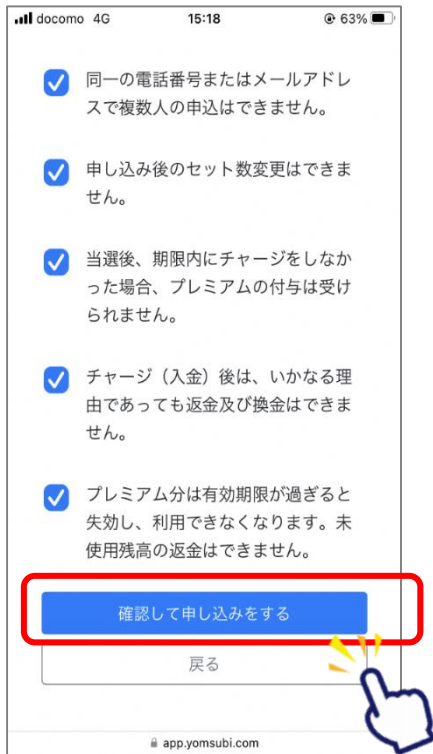 docomo 4G 15:18 63%
同一の電話番号またはメールアドレ
スで複数人の申込はできません。
申し込み後のセット数変更はできま
せん。
当選後、期限内にチャージをしなか
った場合、プレミアムの付与は受け
られません。
チャージ（入金）後は、いかなる理
由であっても返金及び換金はできま
せん。
プレミアム分は有効期限が過ぎると
失効し、利用できなくなります。未
使用残高の返金はできません。
確認して申し込みをする
戻る
app.yomsubi.com